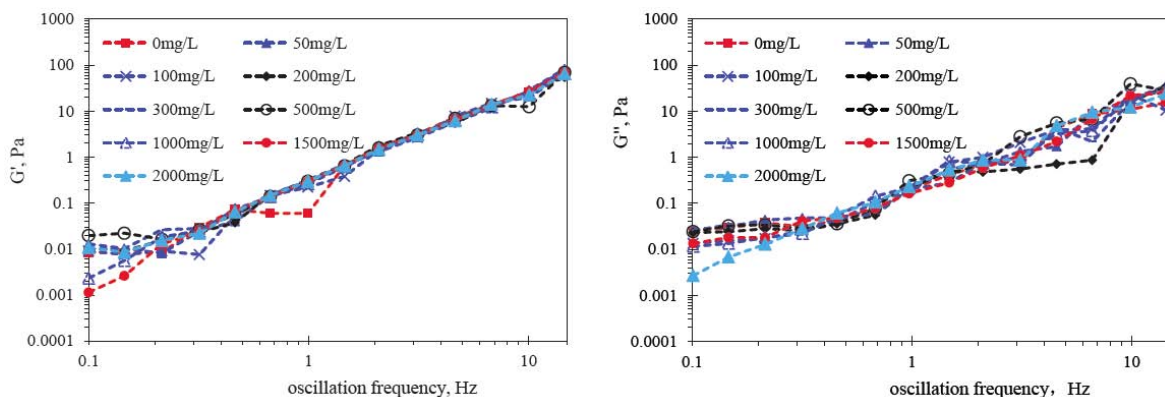 1000
100
10
1
0.1
0.01
0.001
0.0001
G', Pa
0mg/L 50mg/L
100mg/L 200mg/L
300mg/L 500mg/L
1000mg/L 1500mg/L
2000mg/L
0.1 1 10
oscillation frequency, Hz
1000
100
10
1
0.1
0.01
0.001
0.0001
G'', Pa
0mg/L 50mg/L
100mg/L 200mg/L
300mg/L 500mg/L
1000mg/L 1500mg/L
2000mg/L
0.1 1 10
oscillation frequency, Hz